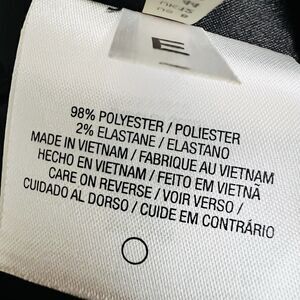 E
98% POLYESTER / POLIESTER
2% ELASTANE / ELASTANO
MADE IN VIETNAM / FABRIQUE AU VIETNAM
HECHO EN VIETNAM / FEITO EM VIETNÃ
CARE ON REVERSE / VOIR VERSO /
CUIDADO AL DORSO / CUIDE EM CONTRÁRIO